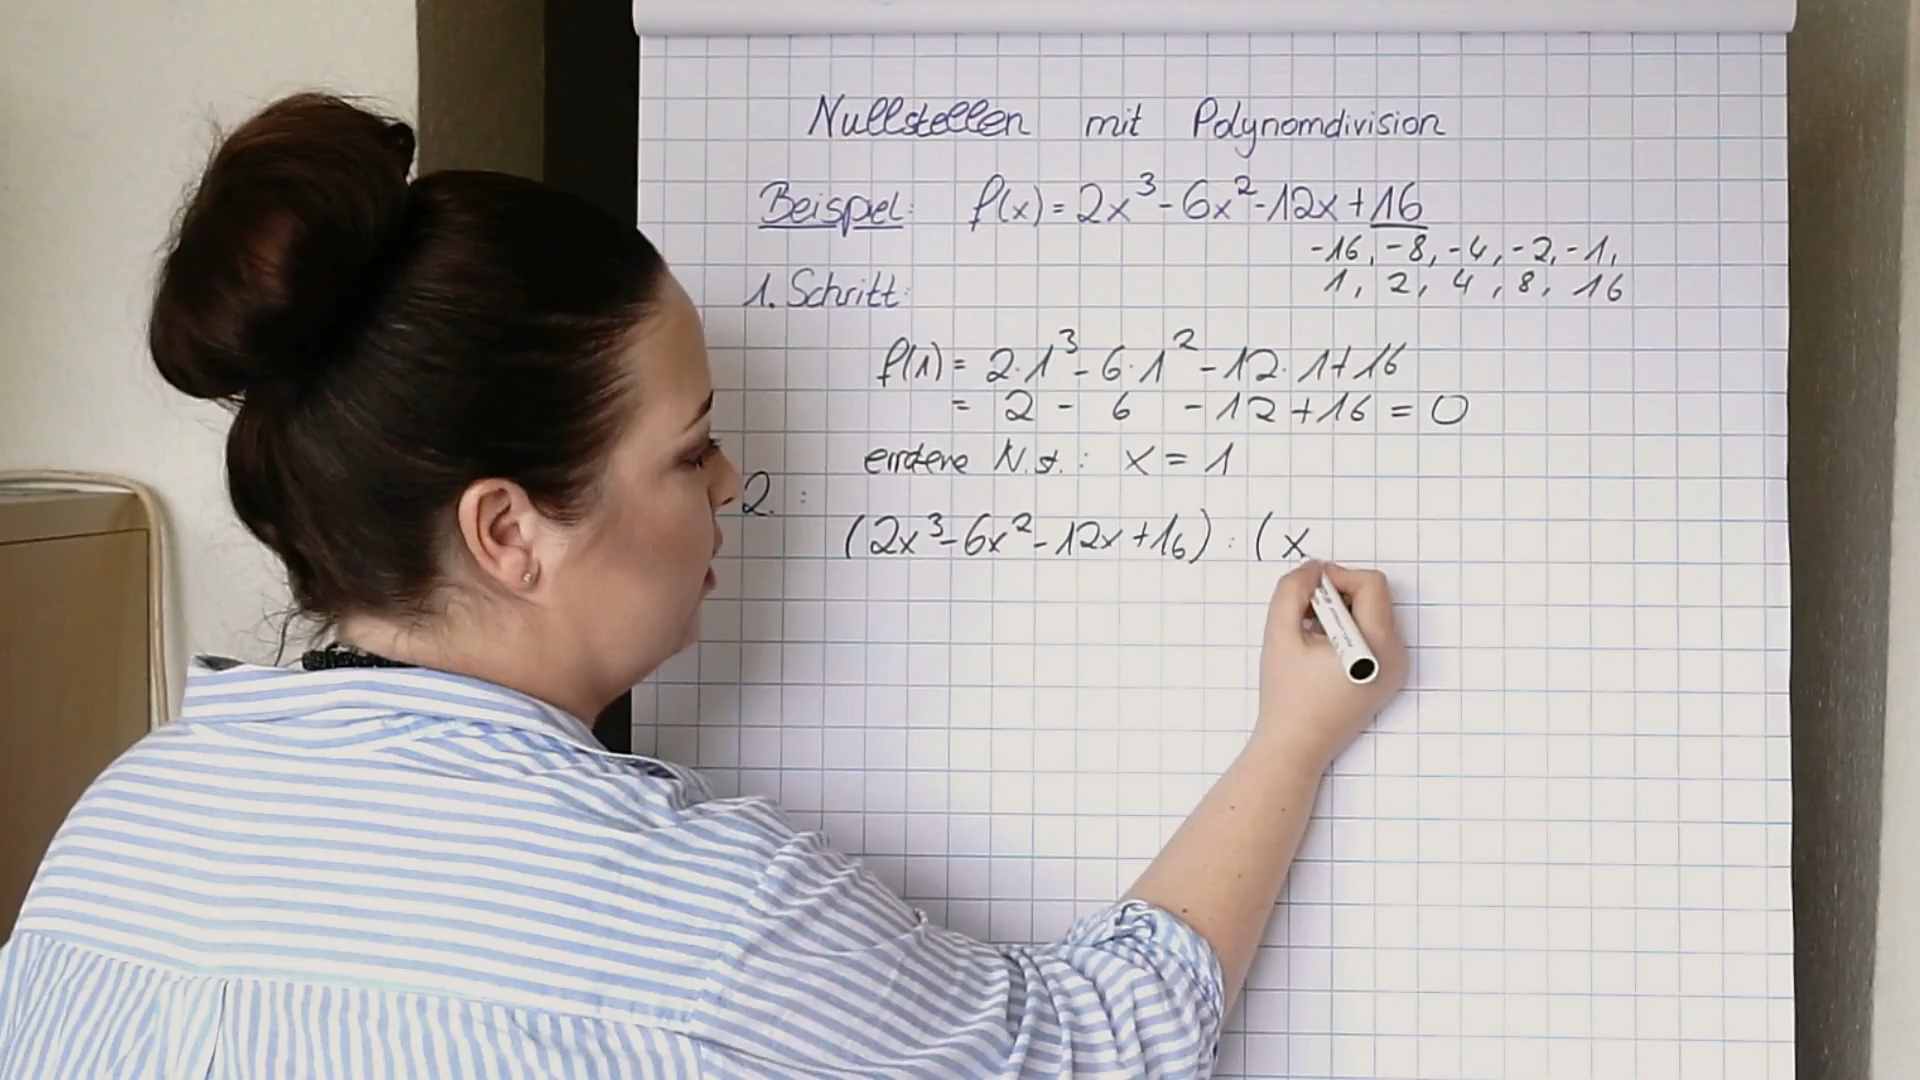 Nullstellen mit Polynomdivision
Beispiel: f(x) = 2x³ - 6x² - 12x + 16
-16, -8, -4, -2, -1,
1, 2, 4, 8, 16
1. Schritt:
f(1) = 2·1³ - 6·1² - 12·1 + 16
= 2 - 6 - 12 + 16 = 0
N.st.: x = 1
2. :
(2x³ - 6x² - 12x + 16) : (x